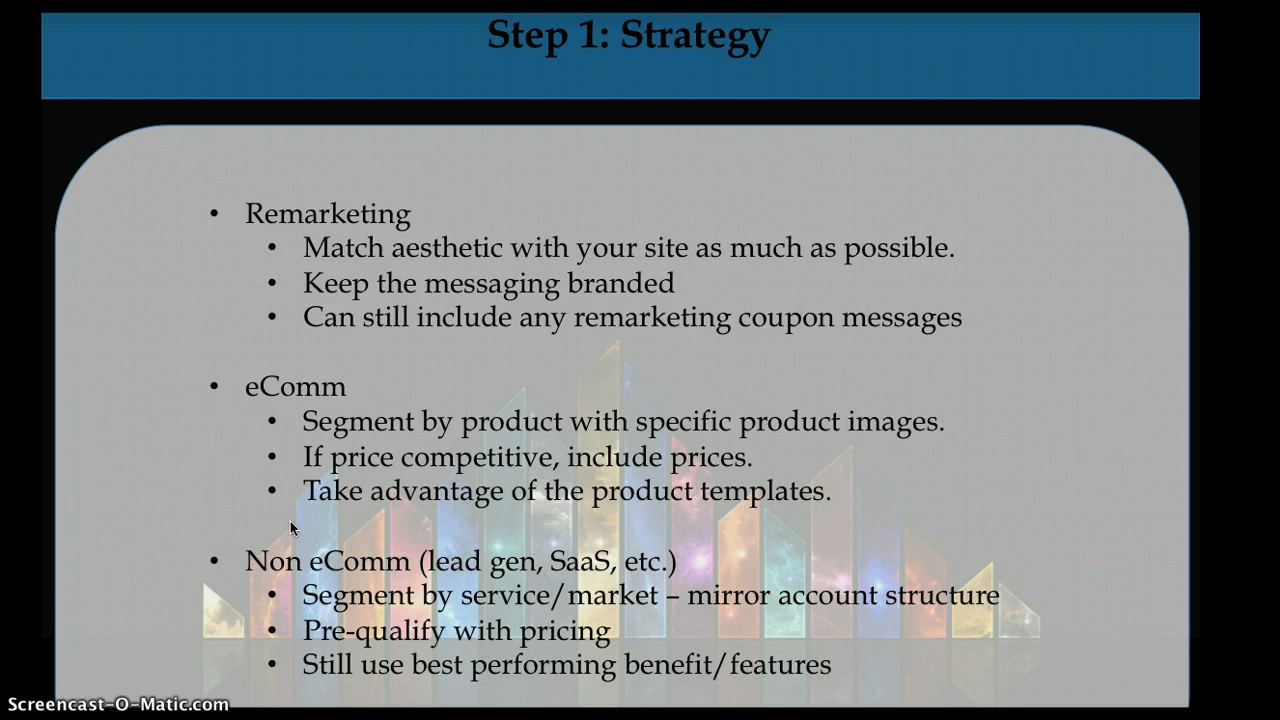 Step 1: Strategy
• Remarketing
• Match aesthetic with your site as much as possible.
• Keep the messaging branded
• Can still include any remarketing coupon messages
• eComm
• Segment by product with specific product images.
• If price competitive, include prices.
• Take advantage of the product templates.
• Non eComm (lead gen, SaaS, etc.)
• Segment by service/market – mirror account structure
• Pre-qualify with pricing
• Still use best performing benefit/features
Screencast-O-Matic.com